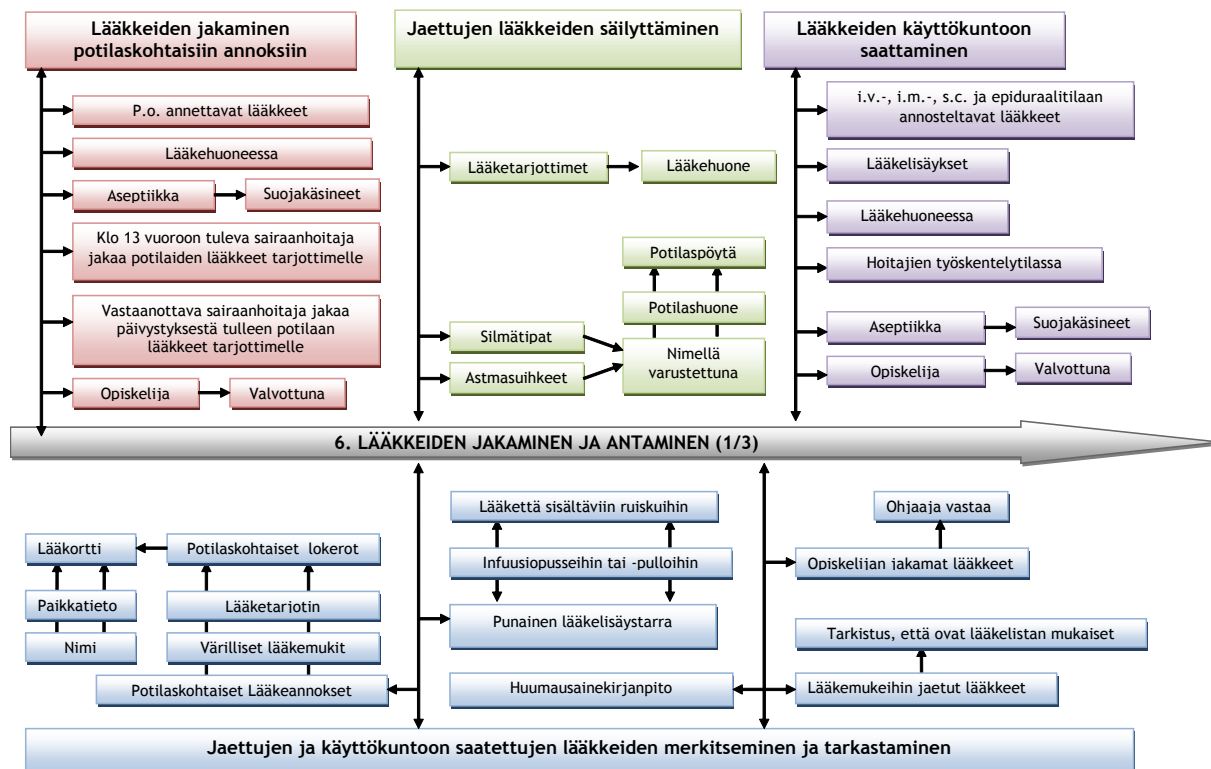 Lääkkeiden jakaminen
potilaskohtaisiin annoksiin
P.o. annettavat lääkkeet
Lääkehuoneessa
Aseptiikka
Suojakäsineet
Klo 13 vuoroon tuleva sairaanhoitaja
jakaa potilaiden lääkkeet tarjottimelle
Vastaanottava sairaanhoitaja jakaa
päivystyksestä tulleen potilaan
lääkkeet tarjottimelle
Opiskelija
Valvottuna
Jaettujen lääkkeiden säilyttäminen
Lääketarjottimet
Lääkehuone
Potilaspöytä
Potilashuone
Silmätipat
Astmasuihkeet
Nimellä
varustettuna
Lääkkeiden käyttökuntoon
saattaminen
i.v.-, i.m.-, s.c. ja epiduraalitilaan
annosteltavat lääkkeet
Lääkelisäykset
Lääkehuoneessa
Hoitajien työskentelytilassa
Aseptiikka
Suojakäsineet
Opiskelija
Valvottuna
6. LÄÄKKEIDEN JAKAMINEN JA ANTAMINEN (1/3)
Lääkortti
Potilaskohtaiset lokerot
Paikkatieto
Lääketarjotin
Nimi
Värilliset lääkemukit
Potilaskohtaiset Lääkeannokset
Lääkettä sisältäviin ruiskuihin
Infuusiopusseihin tai -pulloihin
Punainen lääkelisäystarra
Huumausainekirjanpito
Ohjaaja vastaa
Opiskelijan jakamat lääkkeet
Tarkistus, että ovat lääkelistan mukaiset
Lääkemukeihin jaetut lääkkeet
Jaettujen ja käyttökuntoon saatettujen lääkkeiden merkitseminen ja tarkastaminen